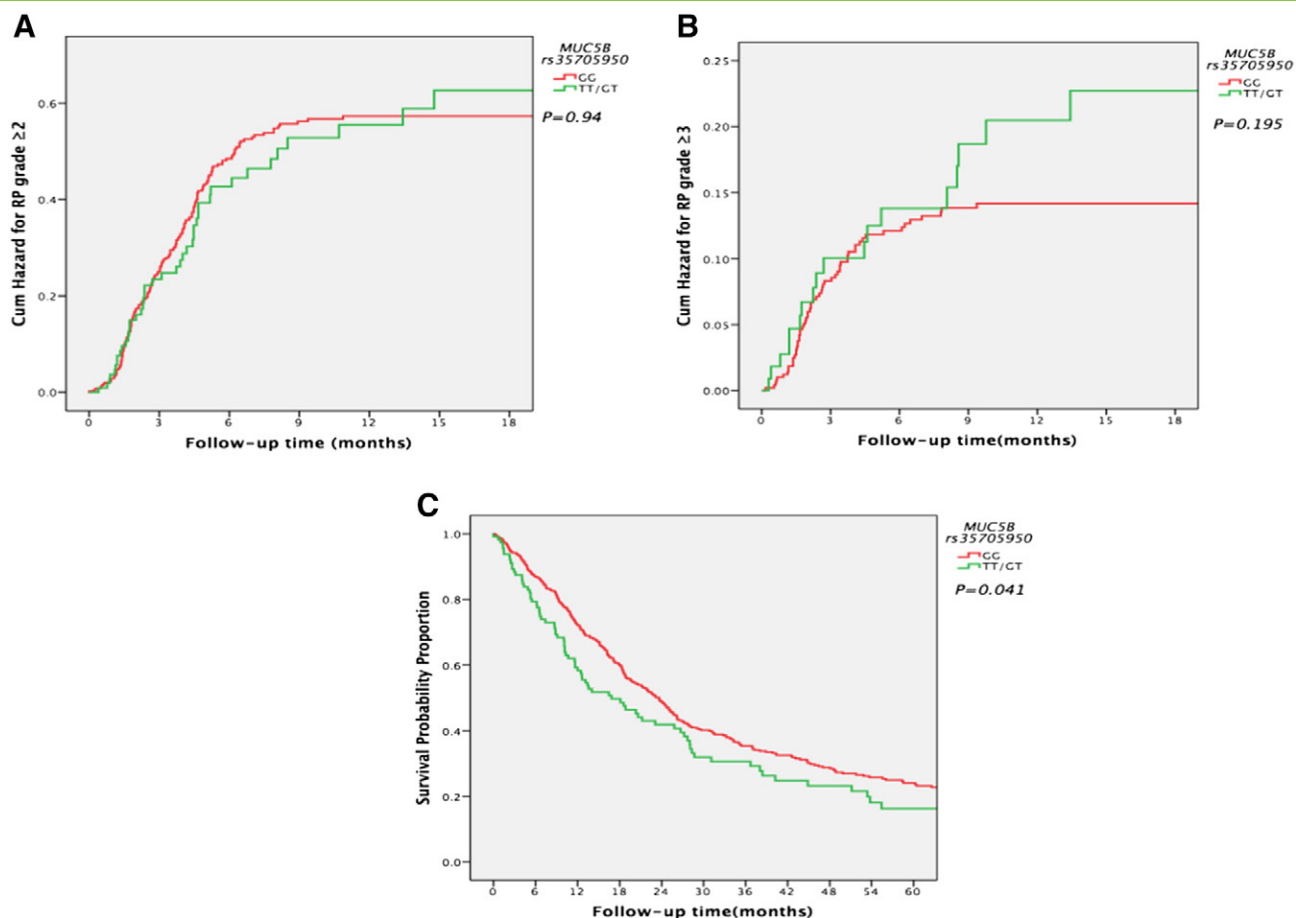 A
MUC5B
rs35705950
GG
TT/GT
P=0.94
Cum Hazard for RP grade ≥2
0.6
0.4
0.2
0.0
0 3 6 9 12 15 18
Follow-up time (months)
B
MUC5B
rs35705950
GG
TT/GT
P=0.195
Cum Hazard for RP grade ≥3
0.25
0.20
0.15
0.10
0.05
0.00
0 3 6 9 12 15 18
Follow-up time(months)
C
MUC5B
rs35705950
GG
TT/GT
P=0.041
Survival Probability Proportion
1.0
0.8
0.6
0.4
0.2
0.0
0 6 12 18 24 30 36 42 48 54 60
Follow-up time(months)